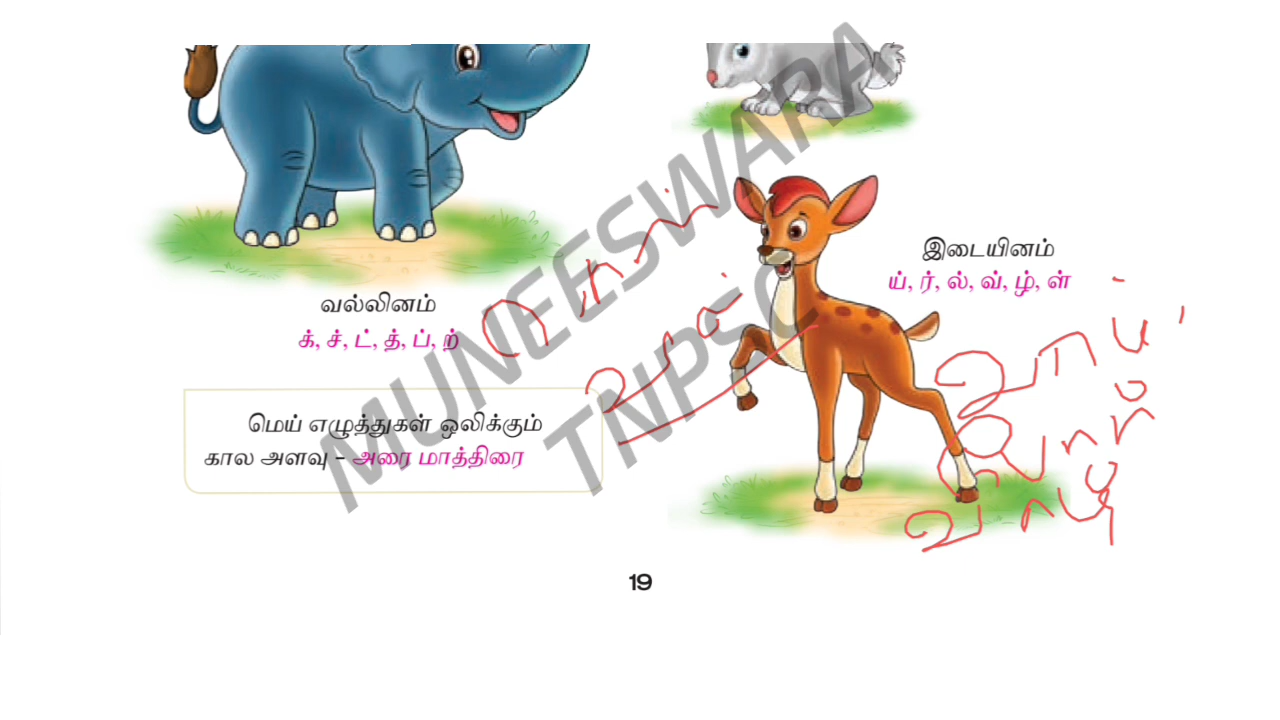 வல்லினம்
க், ச், ட், த், ப், ற்
இடையினம்
ய், ர், ல், வ், ழ், ள்
மெய் எழுத்துகள் ஒலிக்கும்
கால அளவு – அரை மாத்திரை
MUNEESWARA
TNPSC
19